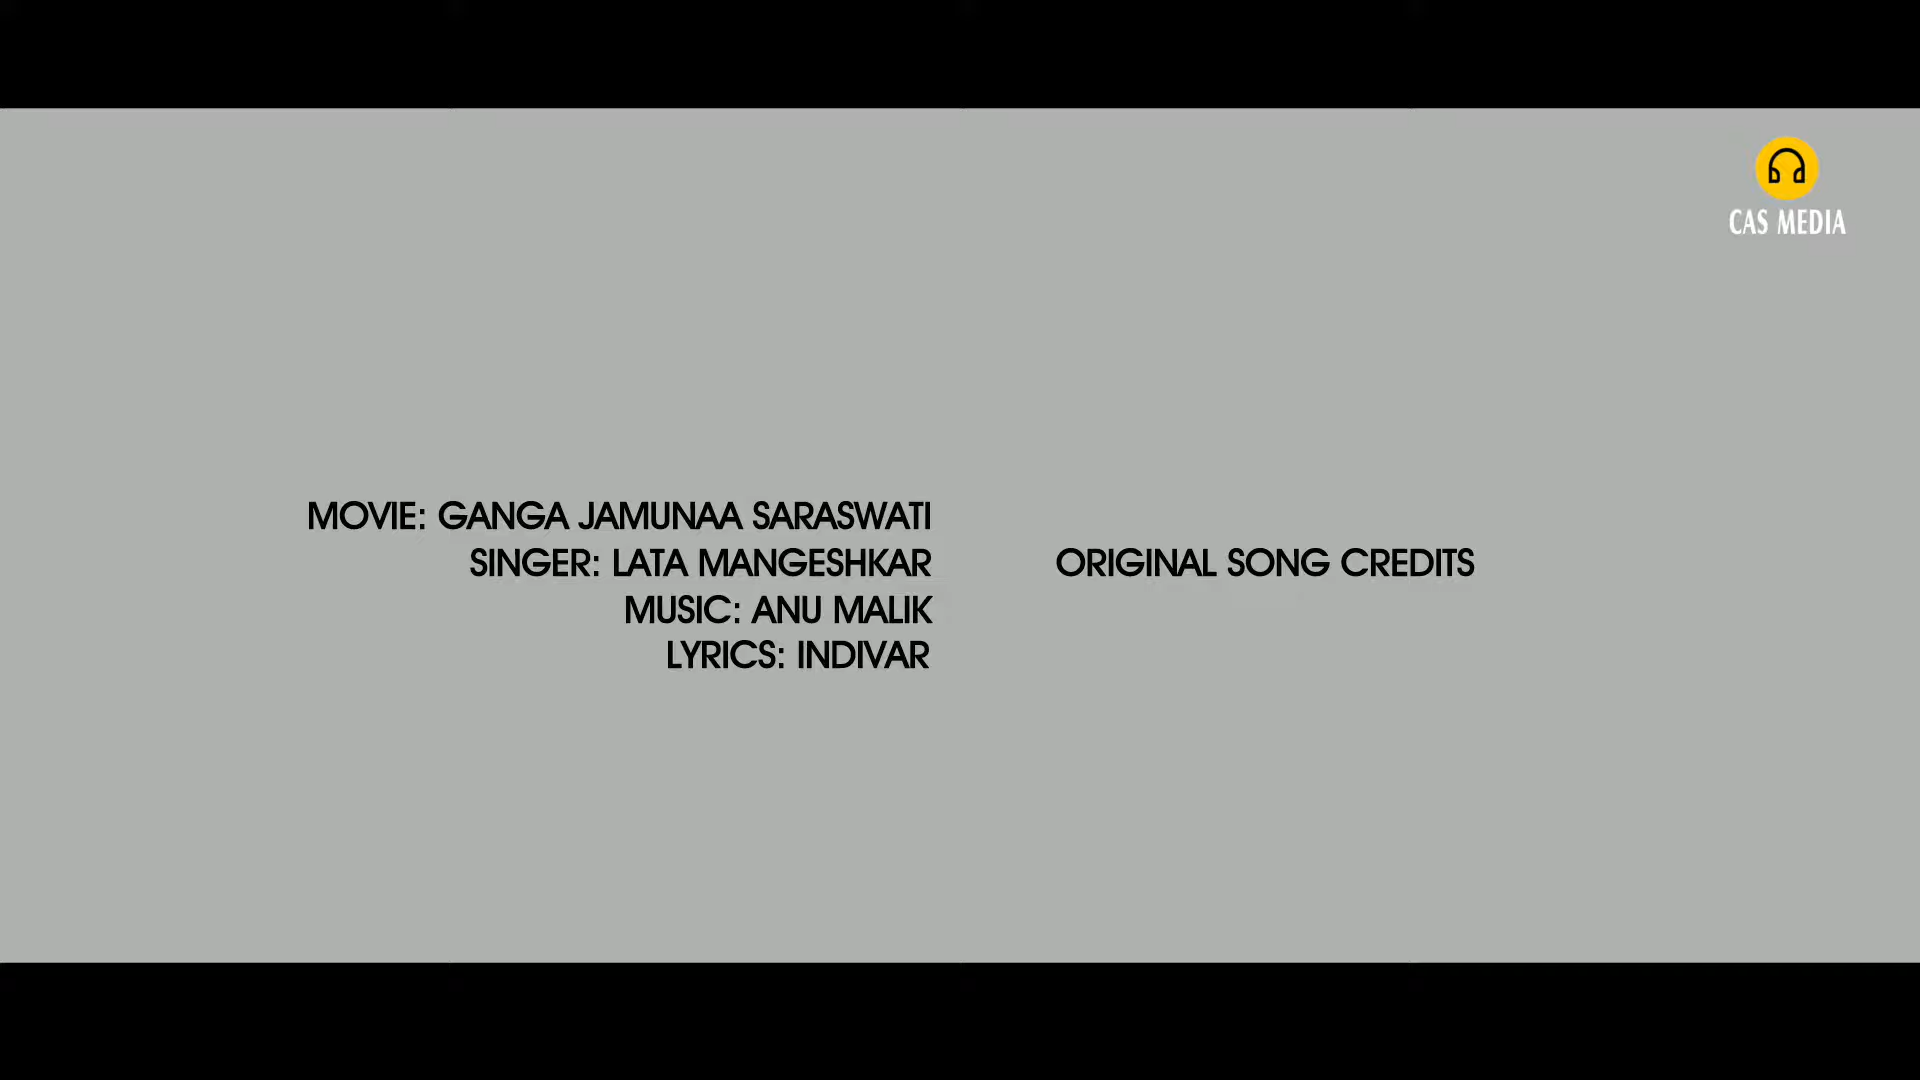 CAS MEDIA
MOVIE: GANGA JAMUNAA SARASWATI
SINGER: LATA MANGESHKAR
MUSIC: ANU MALIK
LYRICS: INDIVAR
ORIGINAL SONG CREDITS